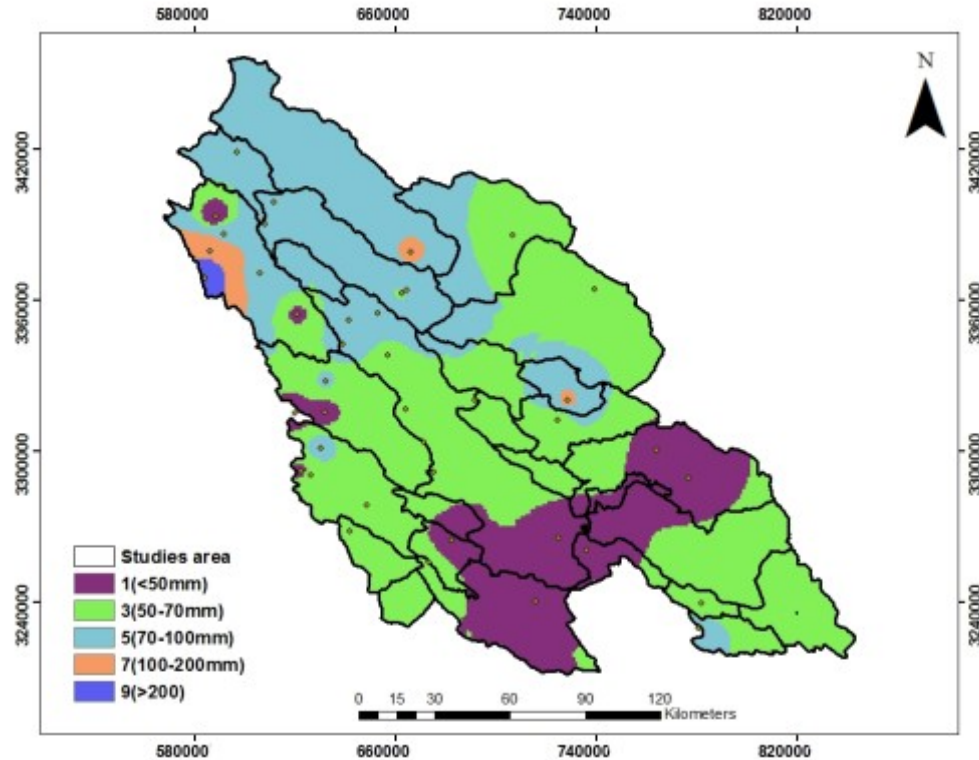 580000 660000 740000 820000
N
3420000 3420000
3360000 3360000
3300000 3300000
3240000 3240000
Studies area
1(<50mm)
3(50-70mm)
5(70-100mm)
7(100-200mm)
9(>200)
0 15 30 60 90 120
Kilometers
580000 660000 740000 820000